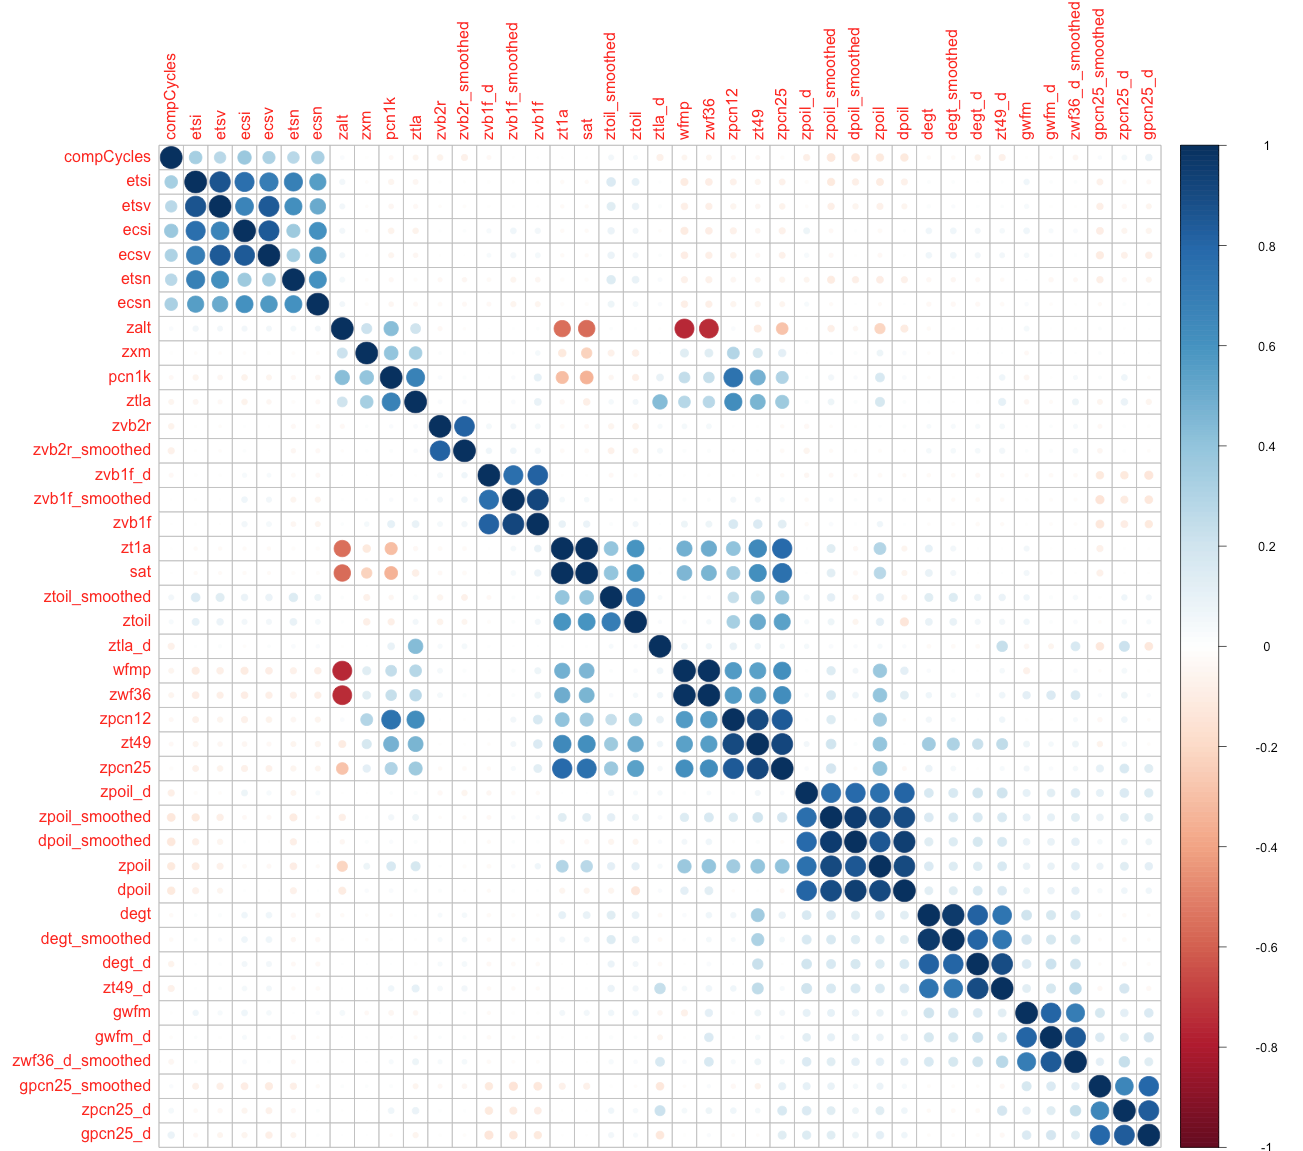 compCycles
etsi
etsv
ecsi
ecsv
etsn
ecsn
zalt
zxm
pcn1k
ztla
zvb2r
zvb2r_smoothed
zvb1f_d
zvb1f_smoothed
zvb1f
zt1a
sat
ztoil_smoothed
ztoil
ztla_d
wfmp
zwf36
zpcn12
zt49
zpcn25
zpoil_d
zpoil_smoothed
dpoil_smoothed
zpoil
dpoil
degt
degt_smoothed
degt_d
zt49_d
gwfm
gwfm_d
zwf36_d_smoothed
gpcn25_smoothed
zpcn25_d
gpcn25_d
compCycles
etsi
etsv
ecsi
ecsv
etsn
ecsn
zalt
zxm
pcn1k
ztla
zvb2r
zvb2r_smoothed
zvb1f_d
zvb1f_smoothed
zvb1f
zt1a
sat
ztoil_smoothed
ztoil
ztla_d
wfmp
zwf36
zpcn12
zt49
zpcn25
zpoil_d
zpoil_smoothed
dpoil_smoothed
zpoil
dpoil
degt
degt_smoothed
degt_d
zt49_d
gwfm
gwfm_d
zwf36_d_smoothed
gpcn25_smoothed
zpcn25_d
gpcn25_d
1
0.8
0.6
0.4
0.2
0
-0.2
-0.4
-0.6
-0.8
-1